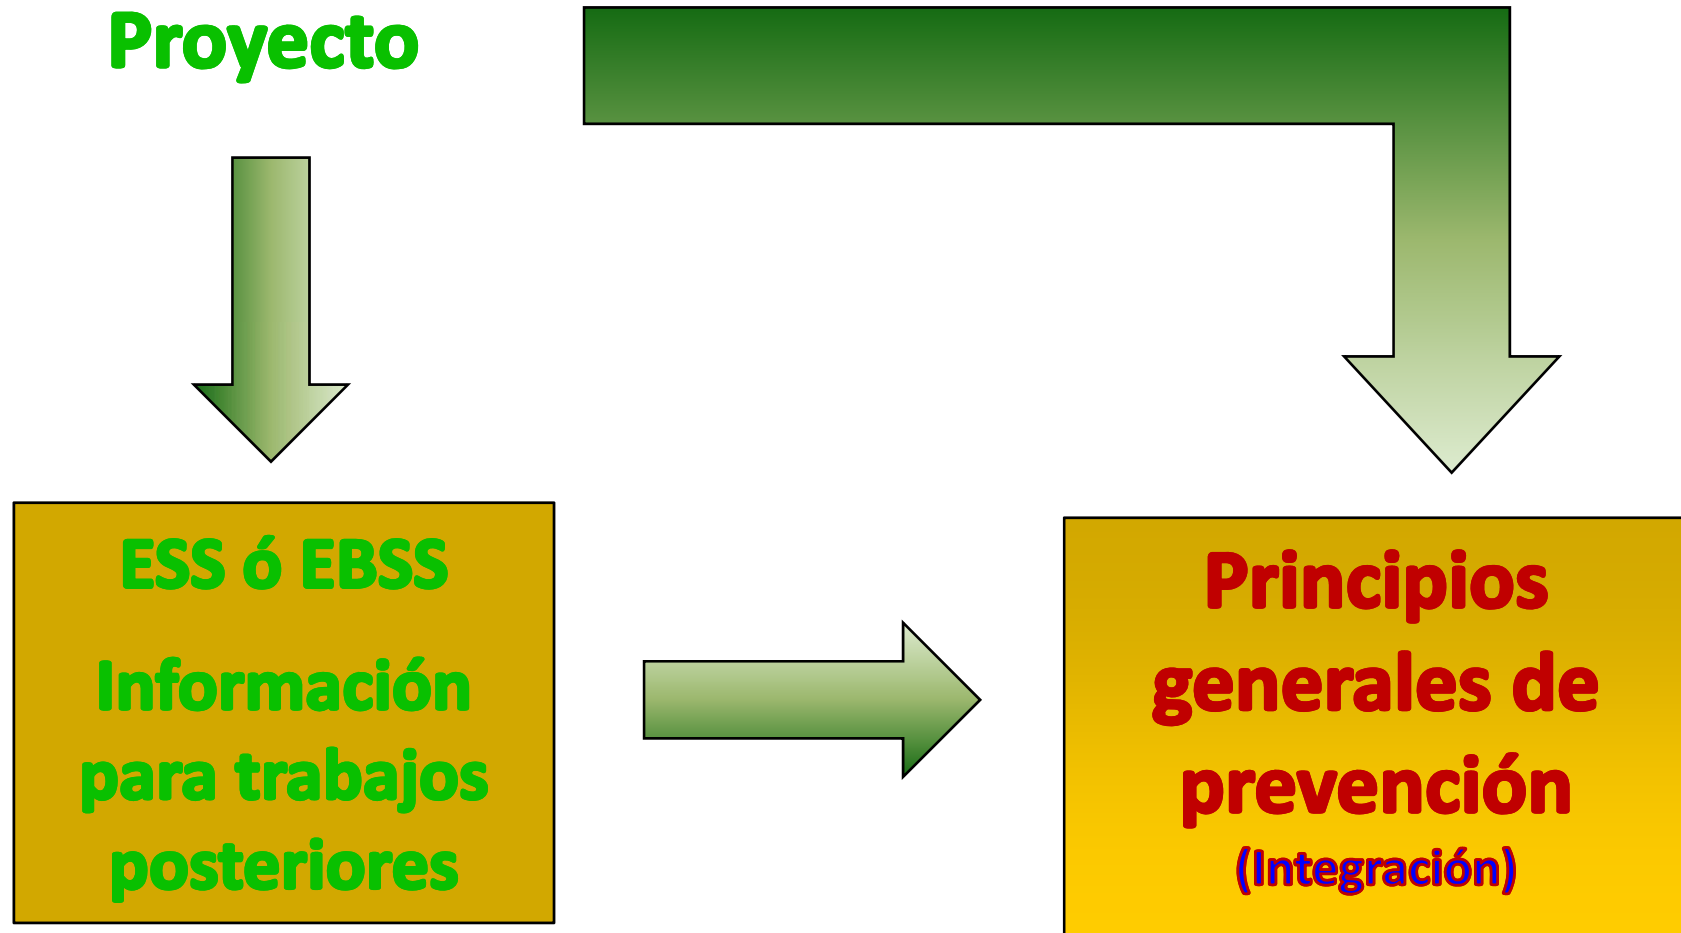 Proyecto
ESS ó EBSS
Información
para trabajos
posteriores
Principios
generales de
prevención
(Integración)